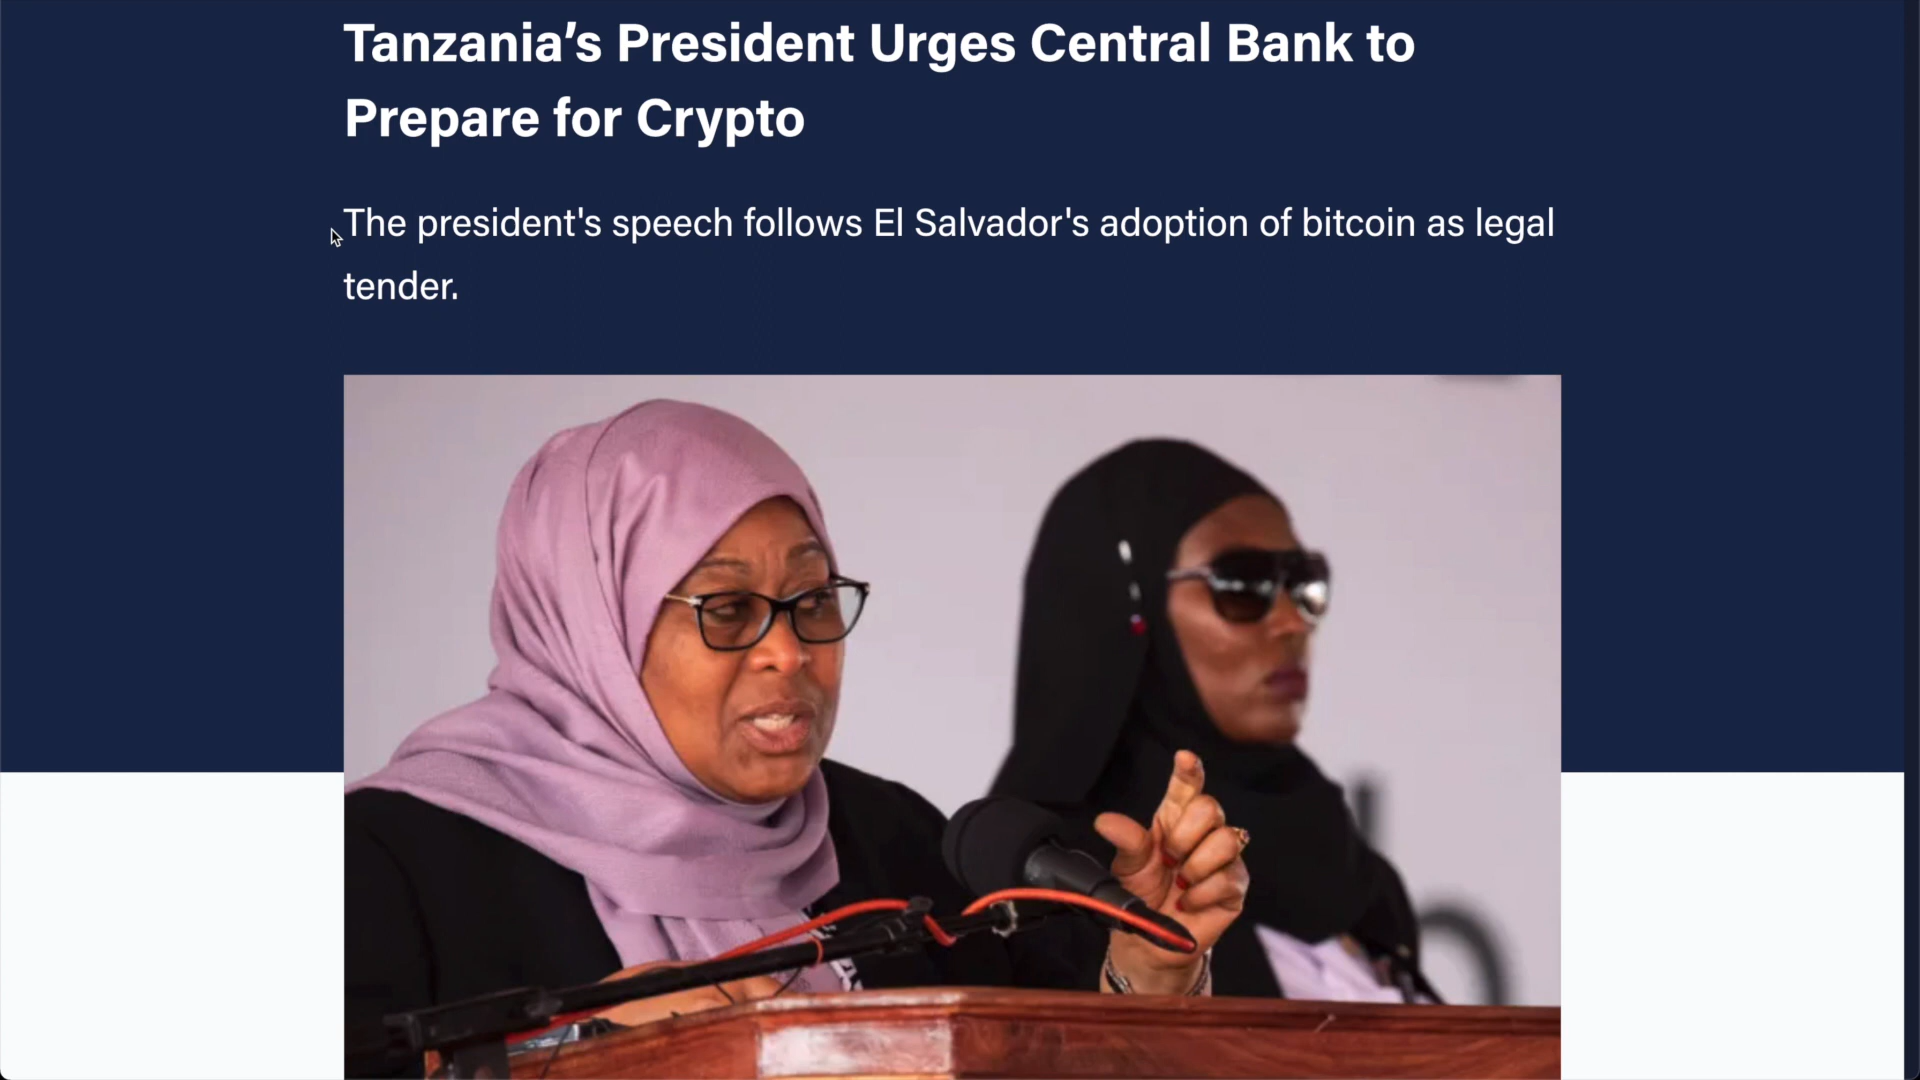 Tanzania’s President Urges Central Bank to
Prepare for Crypto
The president's speech follows El Salvador's adoption of bitcoin as legal
tender.